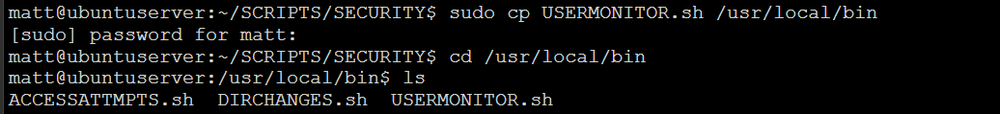 matt@ubuntuserver:~/SCRIPTS/SECURITY$ sudo cp USERMONITOR.sh /usr/local/bin
[sudo] password for matt:
matt@ubuntuserver:~/SCRIPTS/SECURITY$ cd /usr/local/bin
matt@ubuntuserver:/usr/local/bin$ ls
ACCESSATTMPTS.sh  DIRCHANGES.sh  USERMONITOR.sh